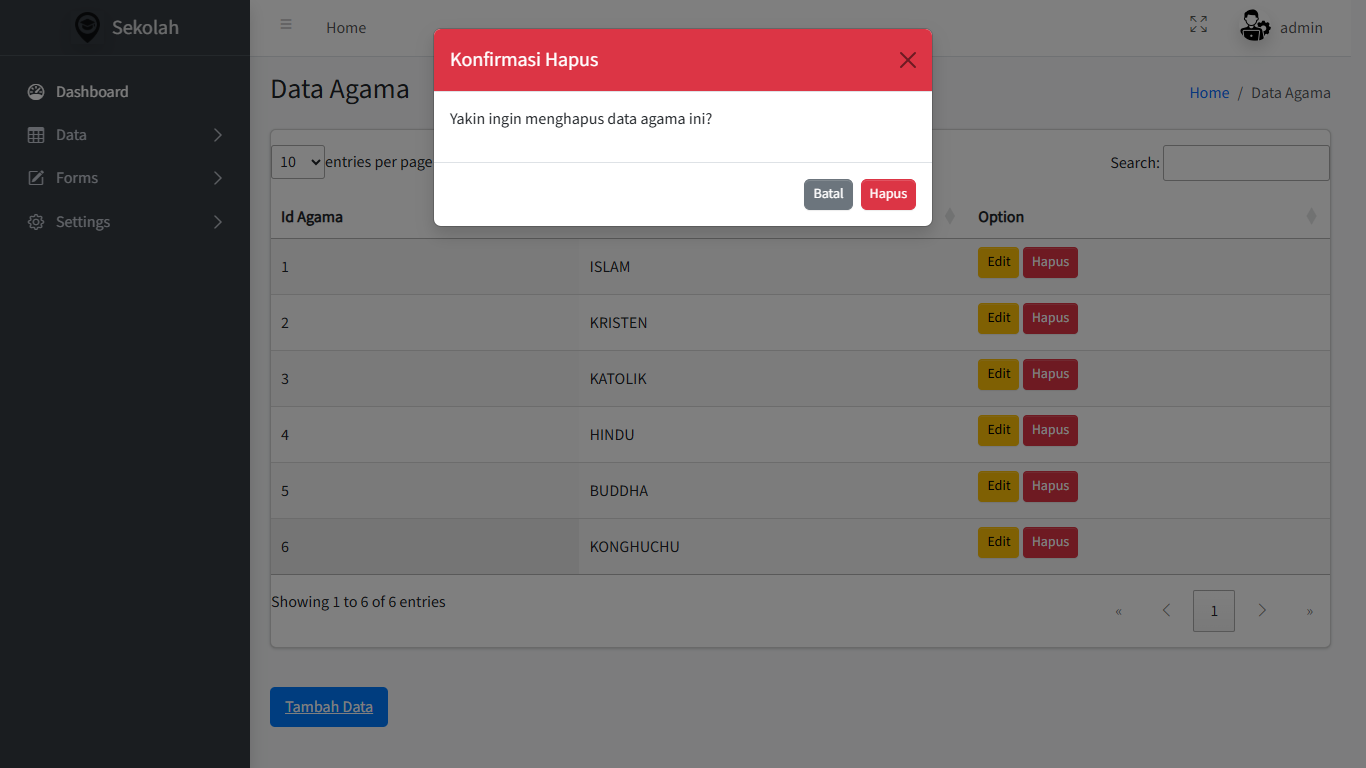 Sekolah
Home
admin
Dashboard
Data
Forms
Settings
Konfirmasi Hapus
Yakin ingin menghapus data agama ini?
Batal Hapus
Data Agama
Home / Data Agama
10 entries per page
Search:
Id Agama Option
1 ISLAM Edit Hapus
2 KRISTEN Edit Hapus
3 KATOLIK Edit Hapus
4 HINDU Edit Hapus
5 BUDDHA Edit Hapus
6 KONGHUCHU Edit Hapus
Showing 1 to 6 of 6 entries
« 1 »
Tambah Data